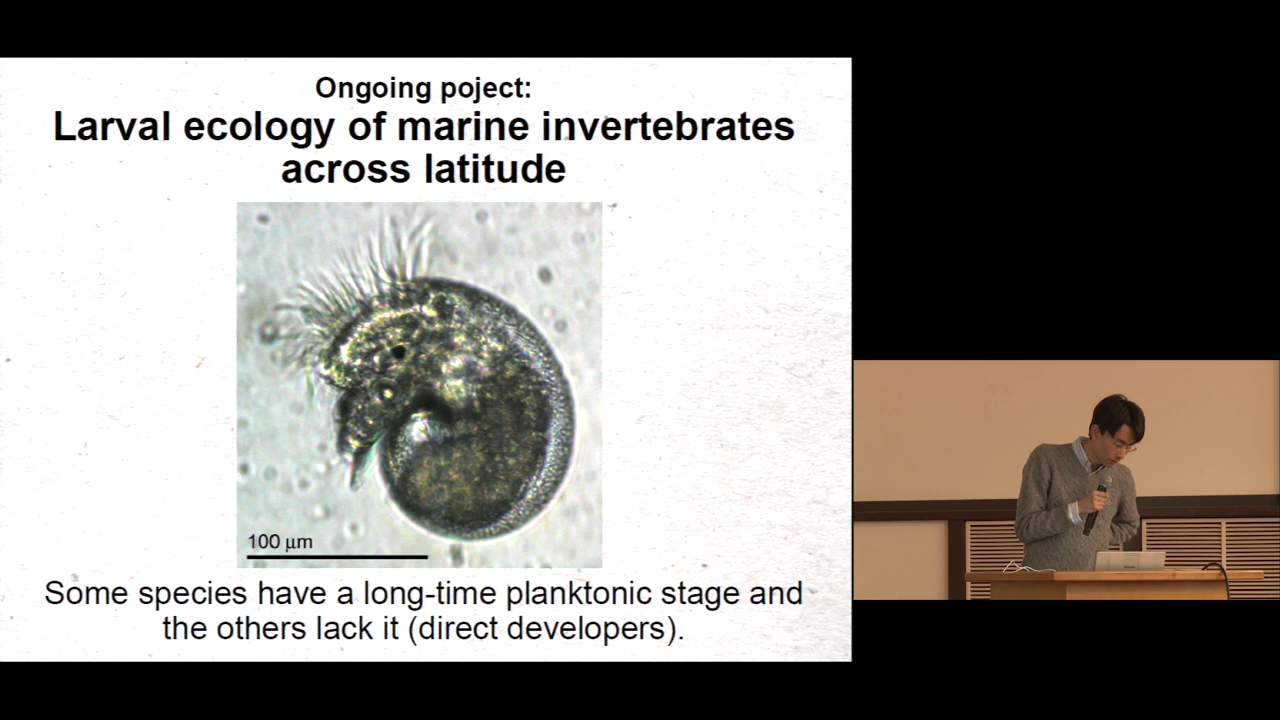 Ongoing poject:
Larval ecology of marine invertebrates
across latitude
100 μm
Some species have a long-time planktonic stage and
the others lack it (direct developers).